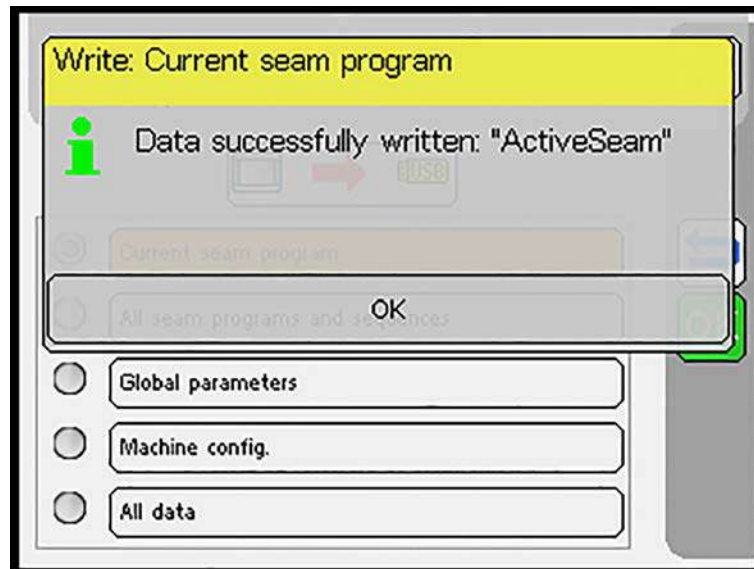 Write: Current seam program
Data successfully written: "ActiveSeam"
USB
Current seam program
All seam programs and sequences
OK
Global parameters
Machine config.
All data